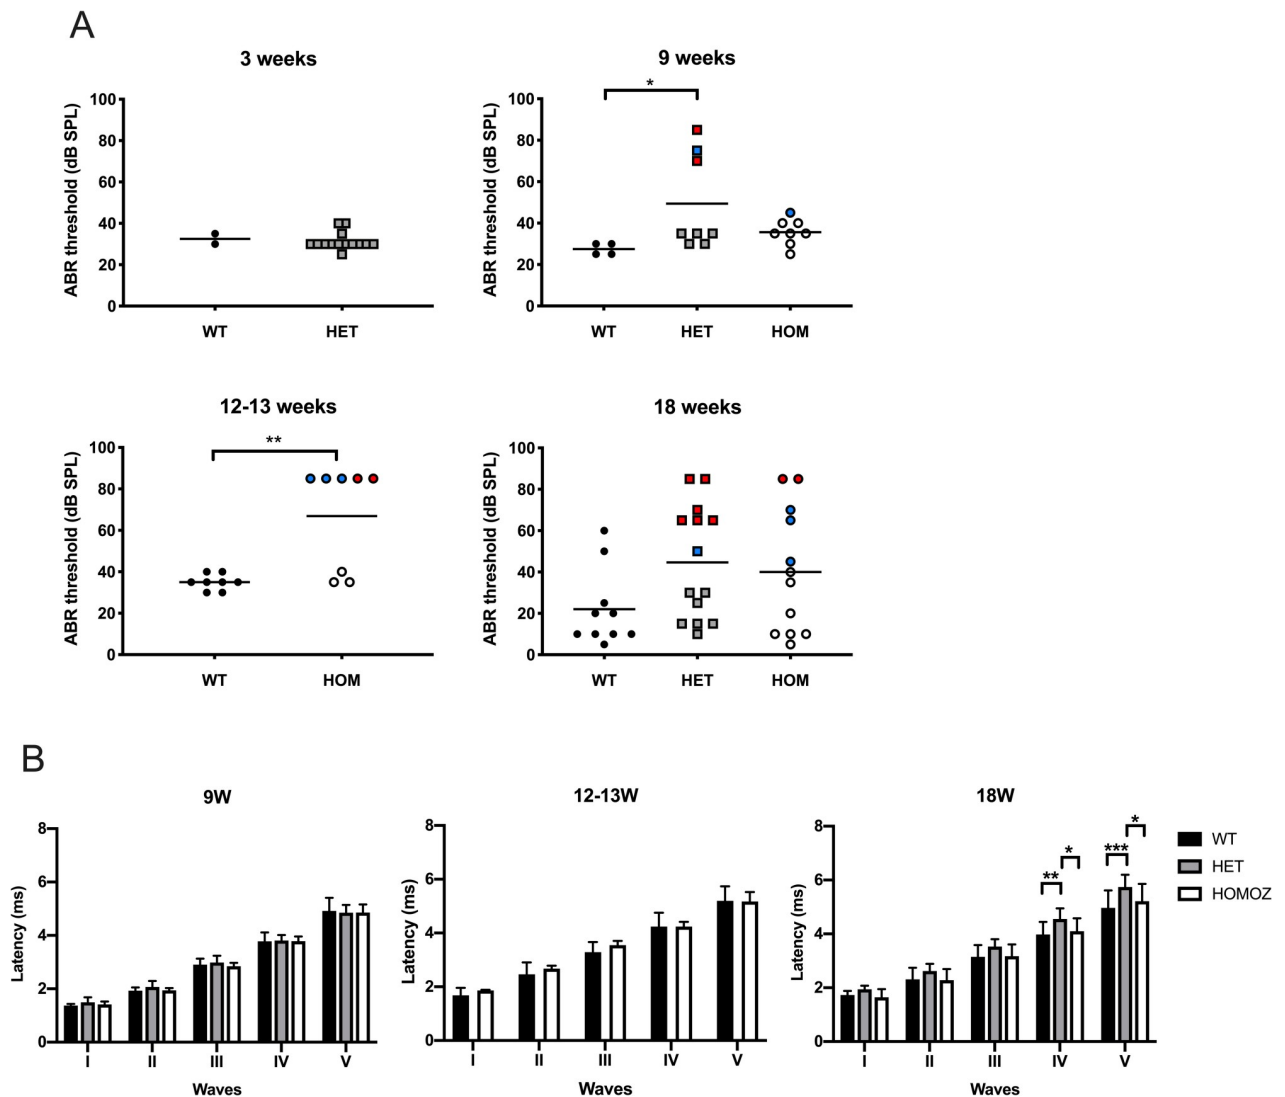 A
3 weeks
ABR threshold (dB SPL)
100
80
60
40
20
0
WT HET
9 weeks
*
ABR threshold (dB SPL)
100
80
60
40
20
0
WT HET HOM
12-13 weeks
**
ABR threshold (dB SPL)
100
80
60
40
20
0
WT HOM
18 weeks
ABR threshold (dB SPL)
100
80
60
40
20
0
WT HET HOM
B
9W
Latency (ms)
8
6
4
2
0
I II III IV V
Waves
12-13W
Latency (ms)
8
6
4
2
0
I II III IV V
Waves
18W
Latency (ms)
8
6
4
2
0
** * *** *
I II III IV V
Waves
WT
HET
HOMOZ